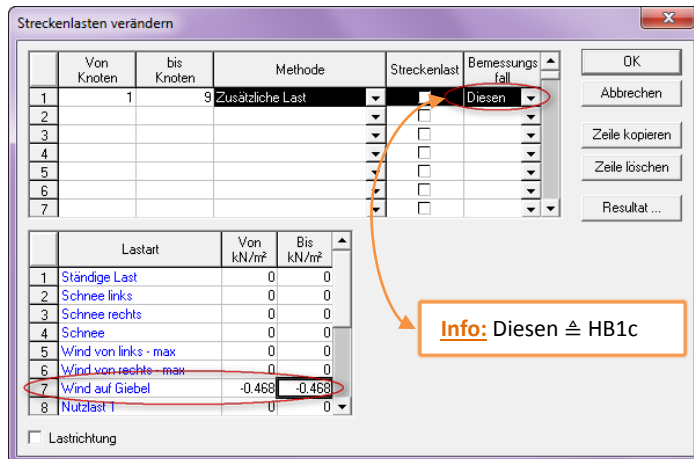 Streckenlasten verändern
Von Knoten bis Knoten Methode Streckenlast Bemessungs fall
1 1 9 Zusätzliche Last Diesen
2
3
4
5
6
7
OK
Abbrechen
Zeile kopieren
Zeile löschen
Resultat ...
Lastart Von kN/m² Bis kN/m²
1 Ständige Last 0 0
2 Schnee links 0 0
3 Schnee rechts 0 0
4 Schnee 0 0
5 Wind von links - max 0 0
6 Wind von rechts - max 0 0
7 Wind auf Giebel -0.468 -0.468
8 Nutzlast 1 0 0
Lastrichtung
Info: Diesen ≙ HB1c